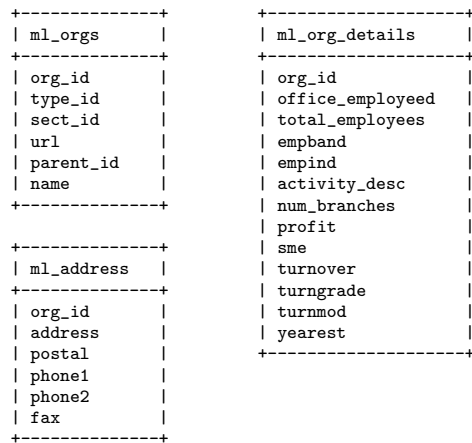 +--------------+
| ml_orgs      |
+--------------+
| org_id       |
| type_id      |
| sect_id      |
| url          |
| parent_id    |
| name         |
+--------------+
+--------------+
| ml_address   |
+--------------+
| org_id       |
| address      |
| postal       |
| phone1       |
| phone2       |
| fax          |
+--------------+
+--------------------+
| ml_org_details     |
+--------------------+
| org_id             |
| office_employeed   |
| total_employees    |
| empband            |
| empind             |
| activity_desc      |
| num_branches       |
| profit             |
| sme                |
| turnover           |
| turngrade          |
| turnmod            |
| yearest            |
+--------------------+